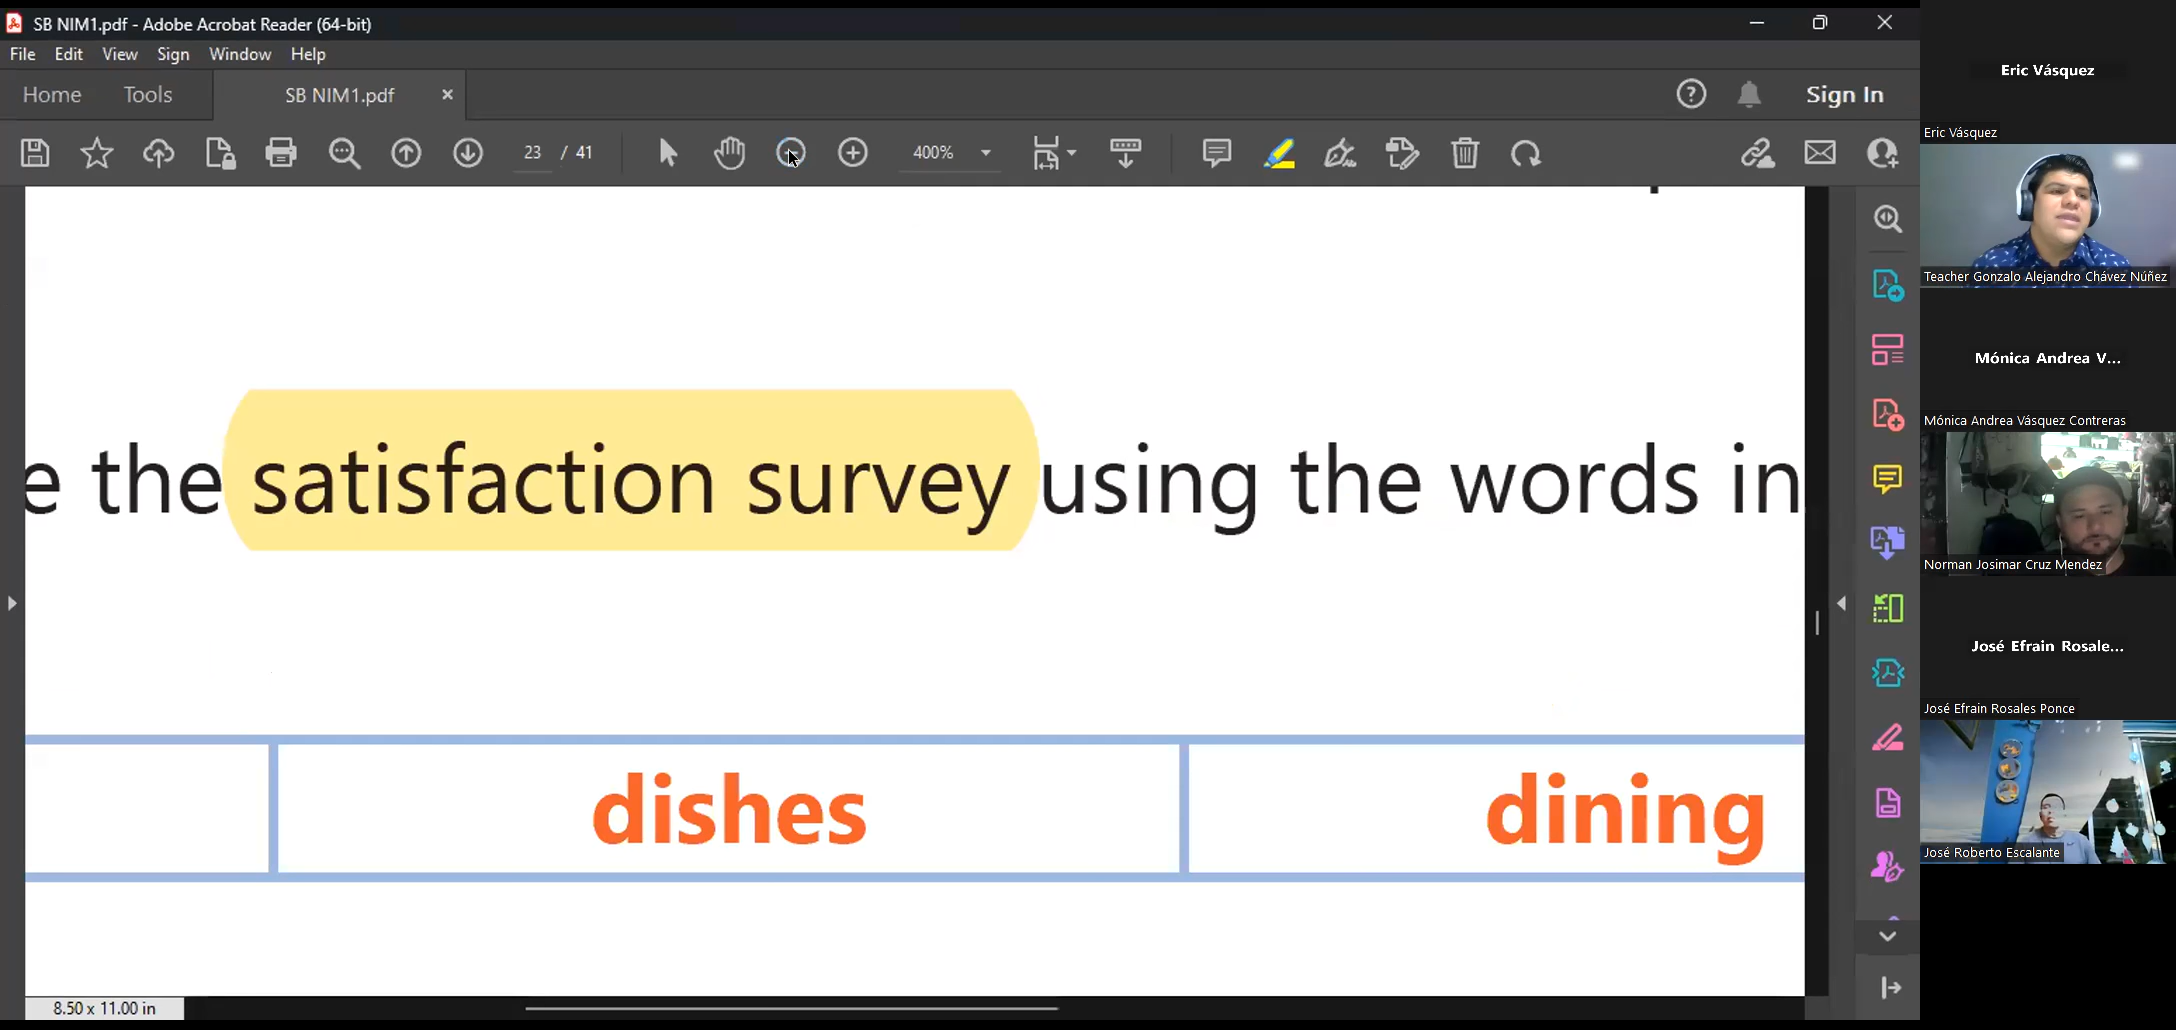 SB NIM1.pdf - Adobe Acrobat Reader (64-bit)
File Edit View Sign Window Help
Home Tools SB NIM1.pdf × Sign In
23 / 41 400%
e the satisfaction survey using the words in
dishes dining
8.50 x 11.00 in
Eric Vásquez
Eric Vásquez
Teacher Gonzalo Alejandro Chávez Núñez
Mónica Andrea V...
Mónica Andrea Vásquez Contreras
Norman Josimar Cruz Mendez
José Efrain Rosale...
José Efrain Rosales Ponce
José Roberto Escalante